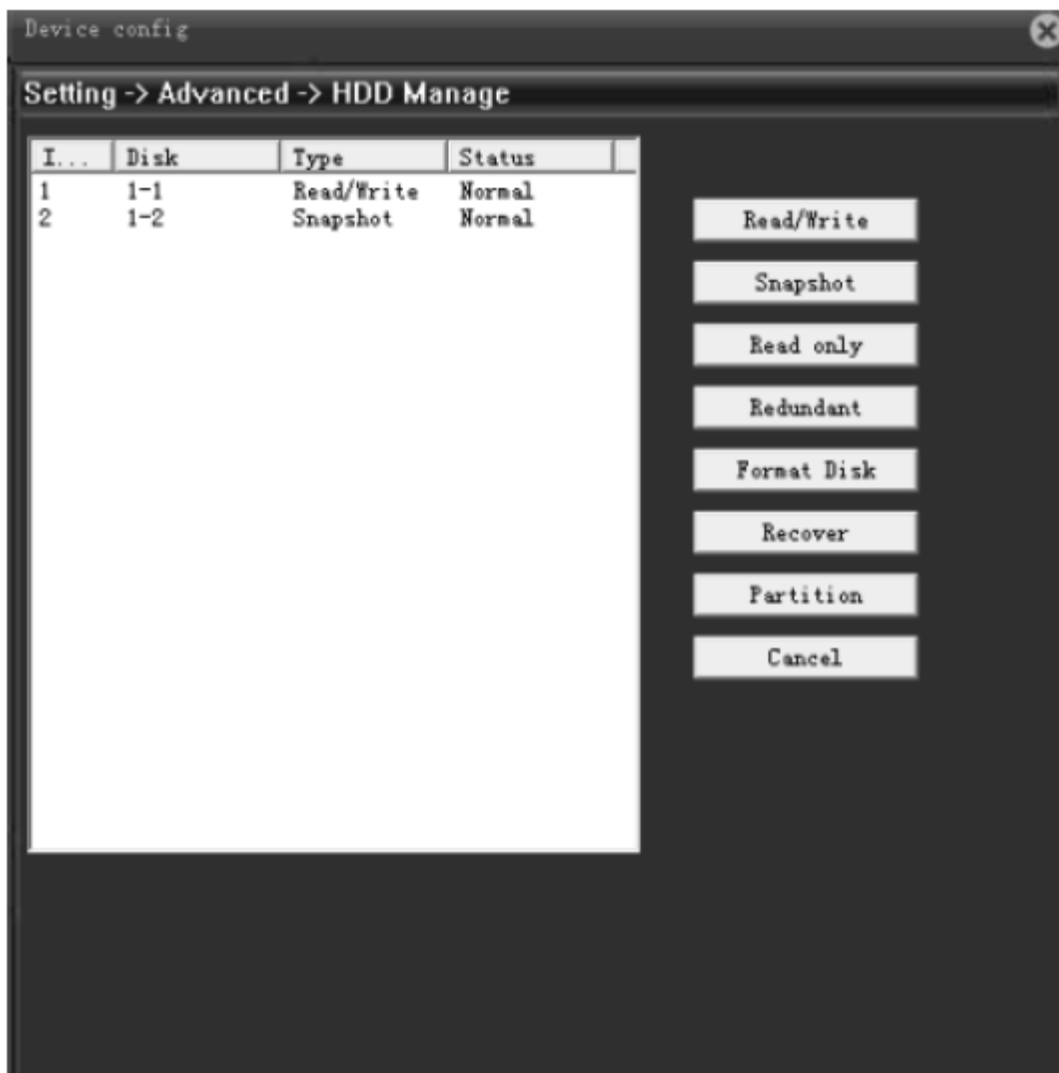 Device config
Setting -> Advanced -> HDD Manage
I... Disk Type Status
1 1-1 Read/Write Normal
2 1-2 Snapshot Normal
Read/Write
Snapshot
Read only
Redundant
Format Disk
Recover
Partition
Cancel